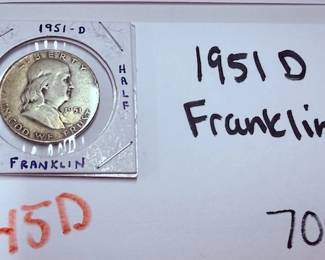 1951-D
LIBERTY
IN GOD WE TRUST
1951
HALF
FRANKLIN
1951 D
Franklin
45D
70